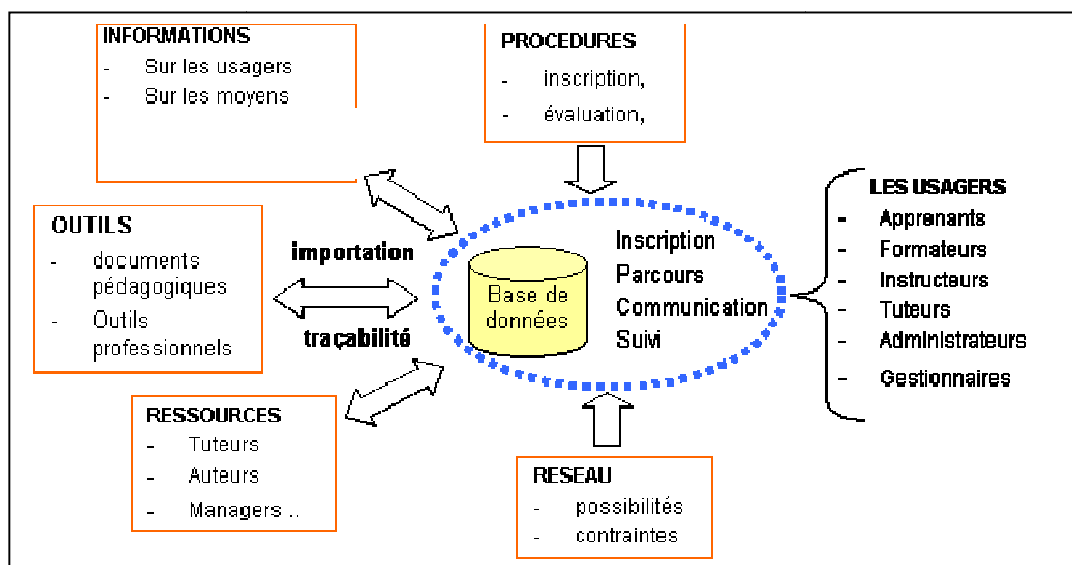 INFORMATIONS
- Sur les usagers
- Sur les moyens
PROCEDURES
- inscription,
- évaluation,
OUTILS
- documents
pédagogiques
- Outils
professionnels
importation
traçabilité
Base de
données
Inscription
Parcours
Communication
Suivi
LES USAGERS
- Apprenants
- Formateurs
- Instructeurs
- Tuteurs
- Administrateurs
- Gestionnaires
RESSOURCES
- Tuteurs
- Auteurs
- Managers ..
RESEAU
- possibilités
- contraintes